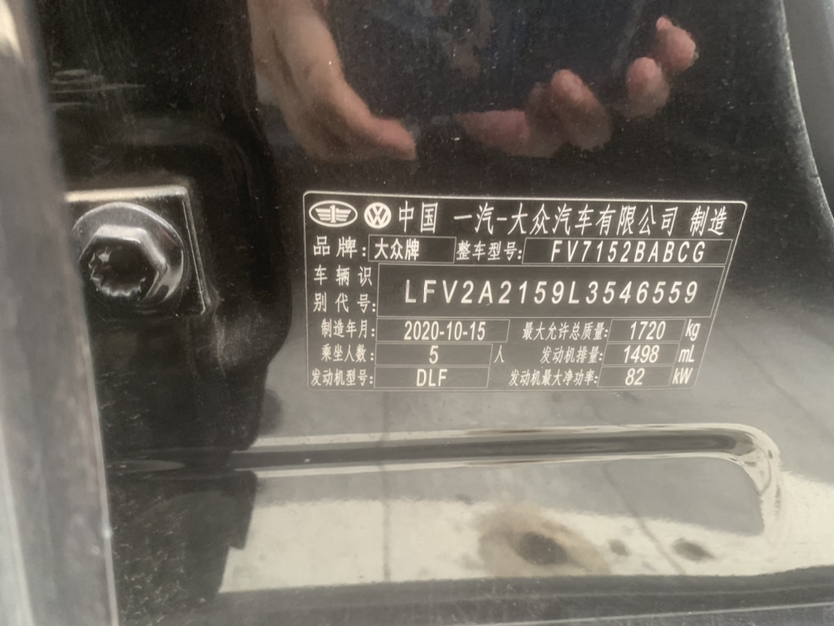 中国 一汽-大众汽车有限公司 制造
品牌: 大众牌 整车型号: FV7152BABCG
车辆识别代号: LFV2A2159L3546559
制造年月: 2020-10-15 最大允许总质量: 1720 kg
乘坐人数: 5 人 发动机排量: 1498 mL
发动机型号: DLF 发动机最大净功率: 82 kW